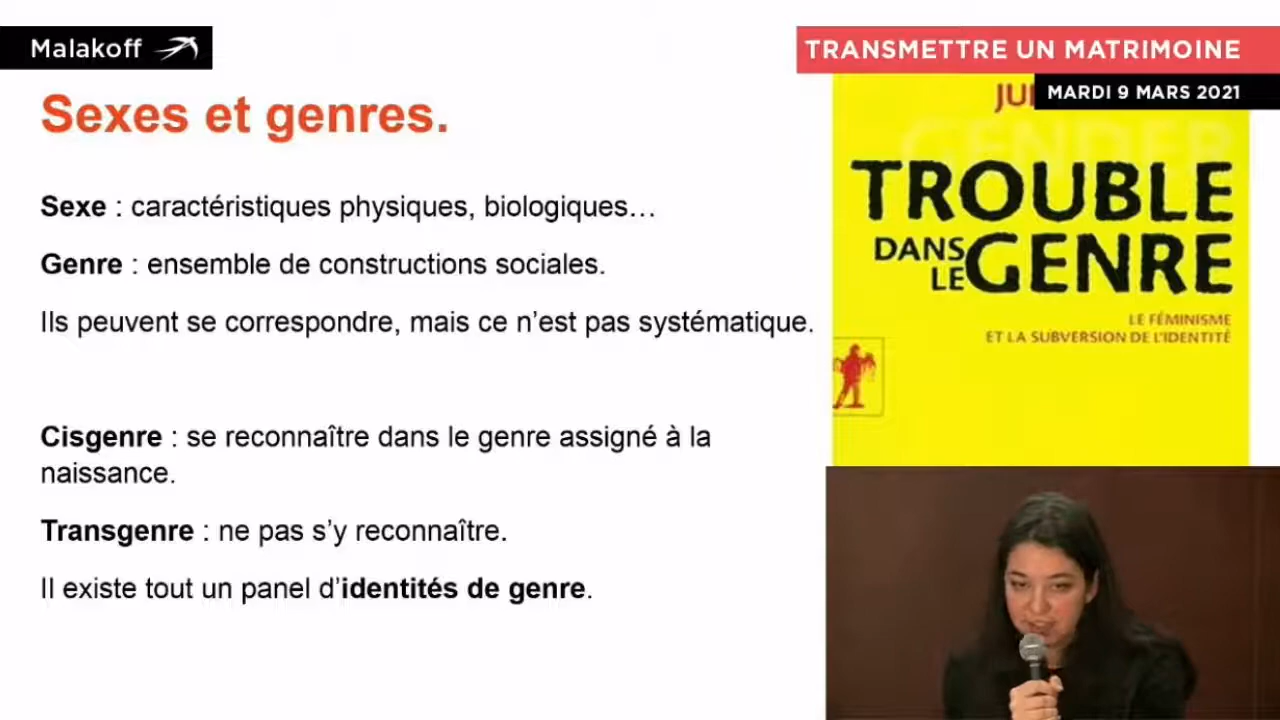 Malakoff
TRANSMETTRE UN MATRIMOINE
MARDI 9 MARS 2021
Sexes et genres.
Sexe : caractéristiques physiques, biologiques…
Genre : ensemble de constructions sociales.
Ils peuvent se correspondre, mais ce n’est pas systématique.
Cisgenre : se reconnaître dans le genre assigné à la
naissance.
Transgenre : ne pas s’y reconnaître.
Il existe tout un panel d’identités de genre.
GENDER
TROUBLE
DANS
LE GENRE
LE FÉMINISME
ET LA SUBVERSION DE L’IDENTITÉ